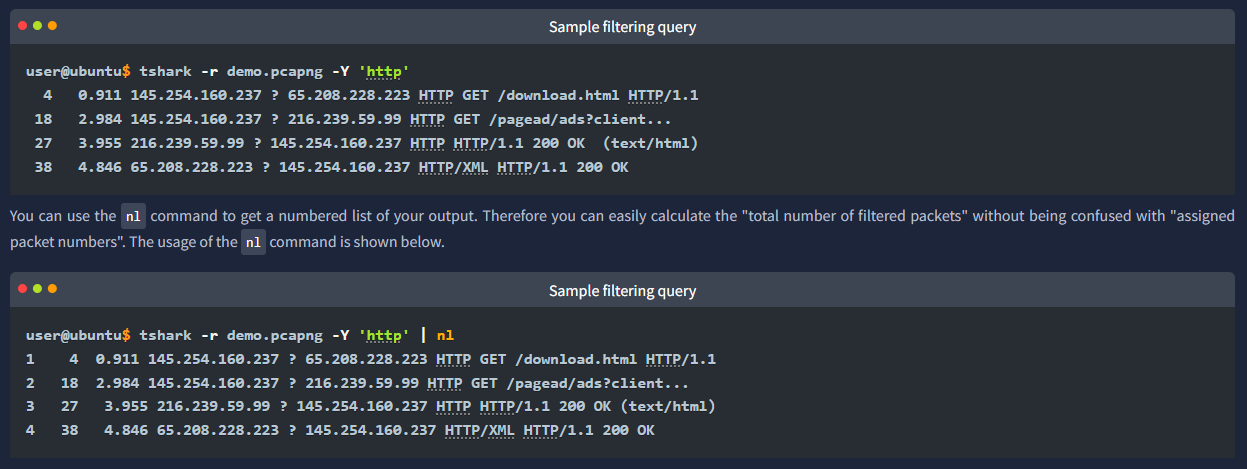 Sample filtering query
user@ubuntu$ tshark -r demo.pcapng -Y 'http'
4 0.911 145.254.160.237 ? 65.208.228.223 HTTP GET /download.html HTTP/1.1
18 2.984 145.254.160.237 ? 216.239.59.99 HTTP GET /pagead/ads?client...
27 3.955 216.239.59.99 ? 145.254.160.237 HTTP HTTP/1.1 200 OK (text/html)
38 4.846 65.208.228.223 ? 145.254.160.237 HTTP/XML HTTP/1.1 200 OK
You can use the nl command to get a numbered list of your output. Therefore you can easily calculate the "total number of filtered packets" without being confused with "assigned
packet numbers". The usage of the nl command is shown below.
Sample filtering query
user@ubuntu$ tshark -r demo.pcapng -Y 'http' | nl
1 4 0.911 145.254.160.237 ? 65.208.228.223 HTTP GET /download.html HTTP/1.1
2 18 2.984 145.254.160.237 ? 216.239.59.99 HTTP GET /pagead/ads?client...
3 27 3.955 216.239.59.99 ? 145.254.160.237 HTTP HTTP/1.1 200 OK (text/html)
4 38 4.846 65.208.228.223 ? 145.254.160.237 HTTP/XML HTTP/1.1 200 OK